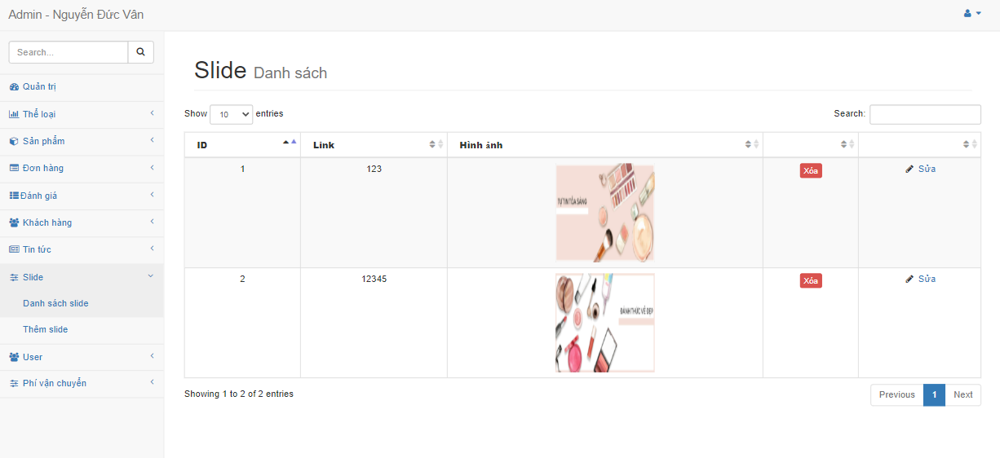 Admin - Nguyễn Đức Vân
Search...
Quản trị
Thể loại
Sản phẩm
Đơn hàng
Đánh giá
Khách hàng
Tin tức
Slide
Danh sách slide
Thêm slide
User
Phí vận chuyển
Slide Danh sách
Show 10 entries
Search:
ID Link Hình ảnh
1 123 Xóa Sửa
TỰ TIN TỎA SÁNG
2 12345 Xóa Sửa
ĐÁNH THỨC VẺ ĐẸP
Showing 1 to 2 of 2 entries
Previous 1 Next